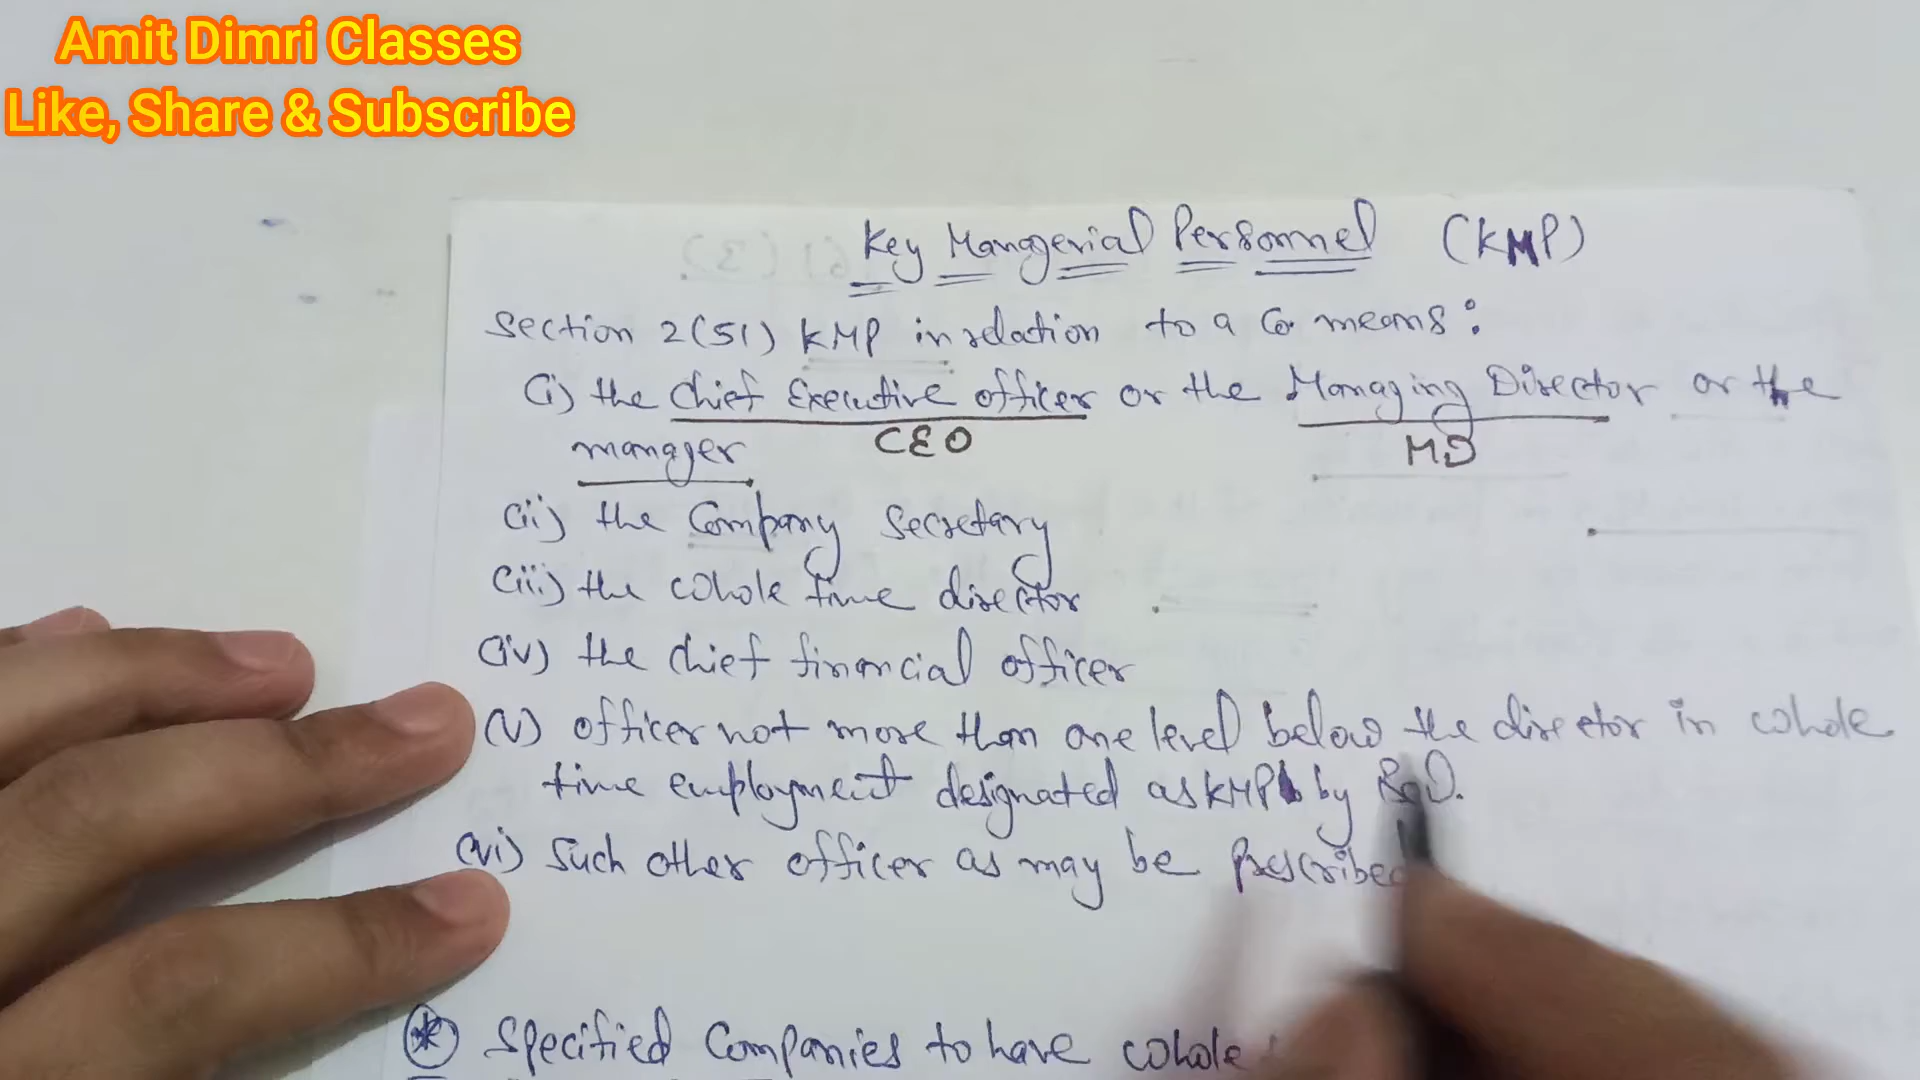 Amit Dimri Classes
Like, Share & Subscribe
Key Managerial Personnel (KMP)
Section 2(51) KMP in relation to a Co. means:
(i) the Chief Executive officer or the Managing Director or the
CEO MD
manager
(ii) the Company Secretary
(iii) the whole time director
(iv) the chief financial officer
(v) officer not more than one level below the director in whole
time employment designated as KMP by BoD.
(vi) Such other officer as may be prescribed
* Specified Companies to have whole